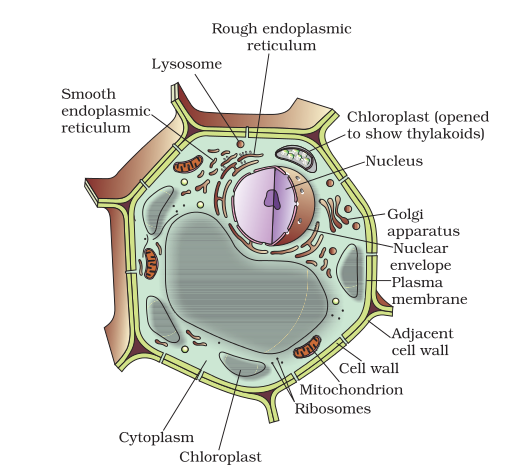 Rough endoplasmic
reticulum
Lysosome
Smooth
endoplasmic
reticulum
Chloroplast (opened
to show thylakoids)
Nucleus
Golgi
apparatus
Nuclear
envelope
Plasma
membrane
Adjacent
cell wall
Cell wall
Mitochondrion
Ribosomes
Cytoplasm
Chloroplast